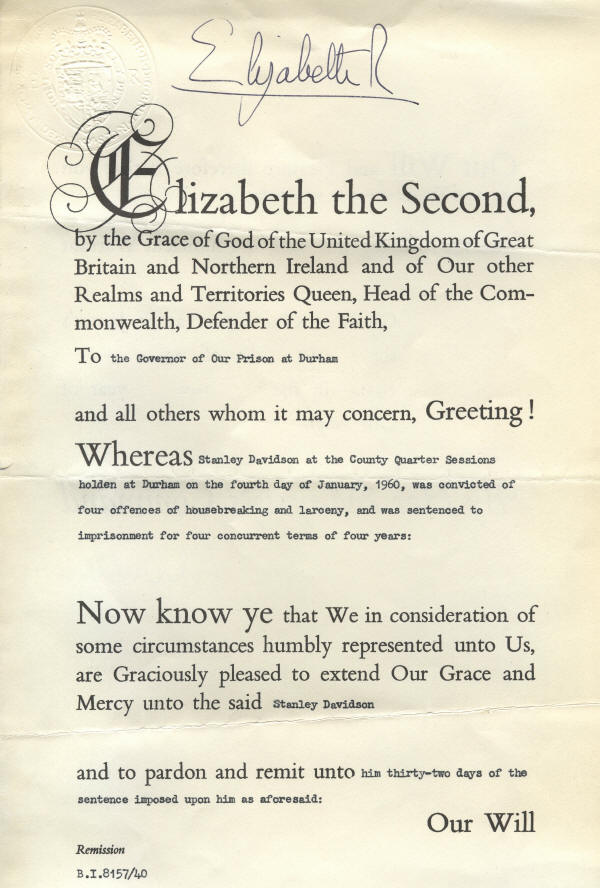 Elizabeth R
Elizabeth the Second,
by the Grace of God of the United Kingdom of Great
Britain and Northern Ireland and of Our other
Realms and Territories Queen, Head of the Com-
monwealth, Defender of the Faith,
To the Governor of Our Prison at Durham
and all others whom it may concern, Greeting!
Whereas Stanley Davidson at the County Quarter Sessions
holden at Durham on the fourth day of January, 1960, was convicted of
four offences of housebreaking and larceny, and was sentenced to
imprisonment for four concurrent terms of four years:
Now know ye that We in consideration of
some circumstances humbly represented unto Us,
are Graciously pleased to extend Our Grace and
Mercy unto the said Stanley Davidson
and to pardon and remit unto him thirty-two days of the
sentence imposed upon him as aforesaid:
Our Will
Remission
B.I.8157/40